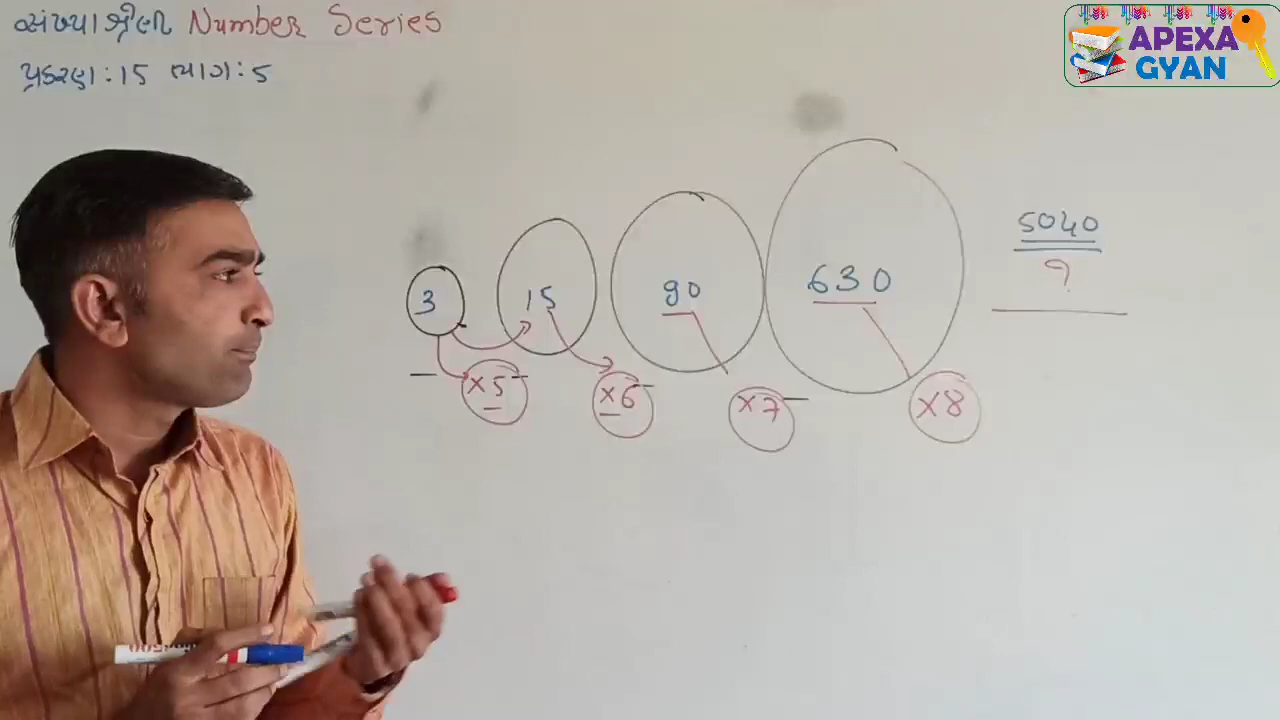 સંખ્યાશ્રેણી Number Series
પ્રકરણ : 15 ભાગ : 5
APEXA
GYAN
3 15 90 630 5040
?
×5 ×6 ×7 ×8